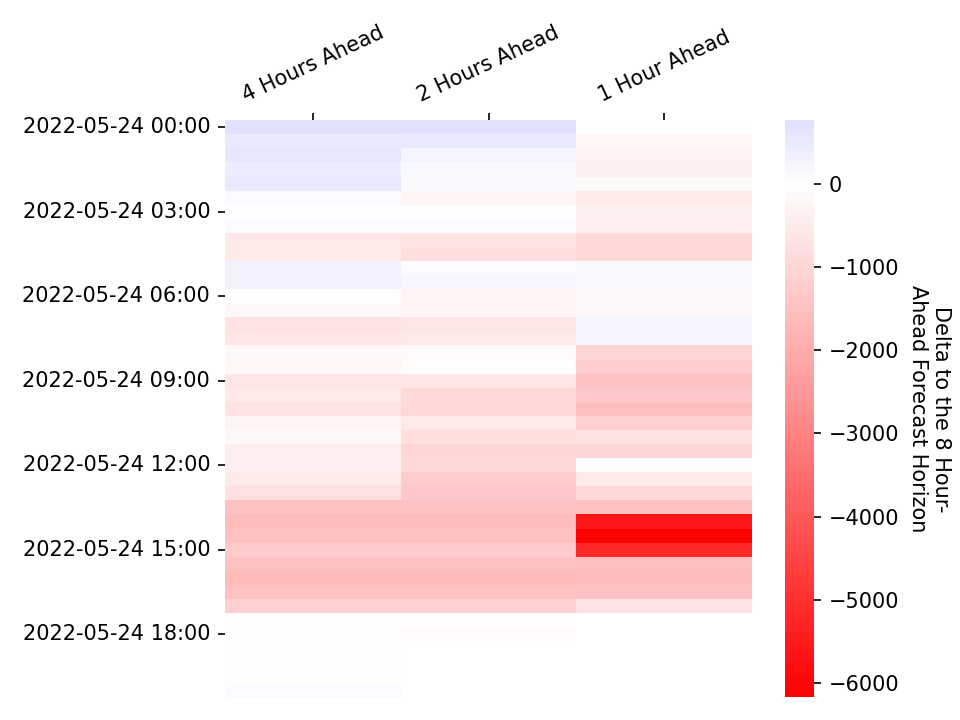 4 Hours Ahead
2 Hours Ahead
1 Hour Ahead
2022-05-24 00:00
2022-05-24 03:00
2022-05-24 06:00
2022-05-24 09:00
2022-05-24 12:00
2022-05-24 15:00
2022-05-24 18:00
0
−1000
−2000
−3000
−4000
−5000
−6000
Delta to the 8 Hour-
Ahead Forecast Horizon